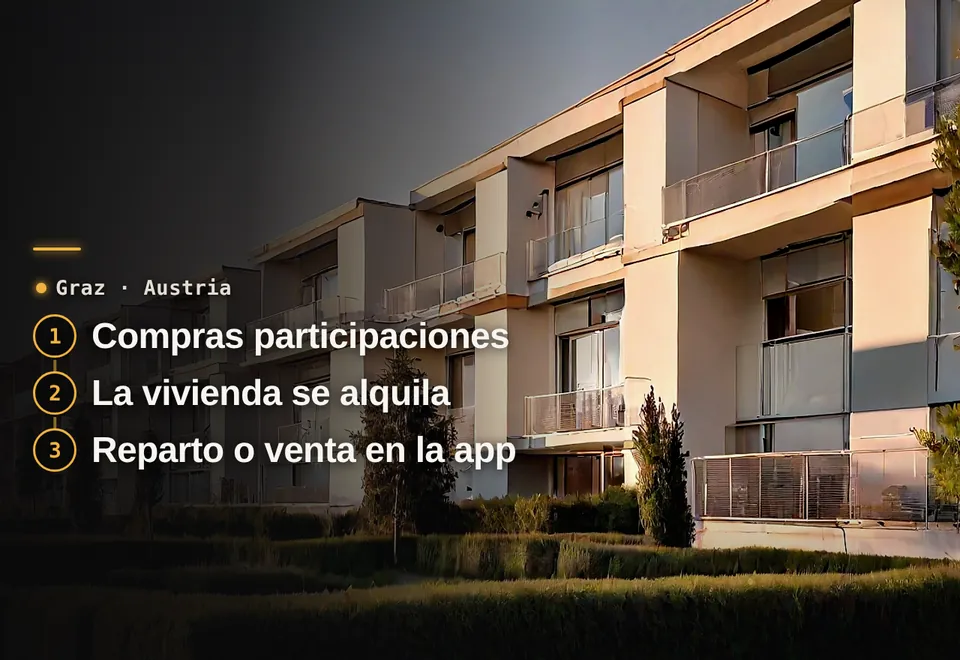 Graz · Austria
1 Compras participaciones
2 La vivienda se alquila
3 Reparto o venta en la app